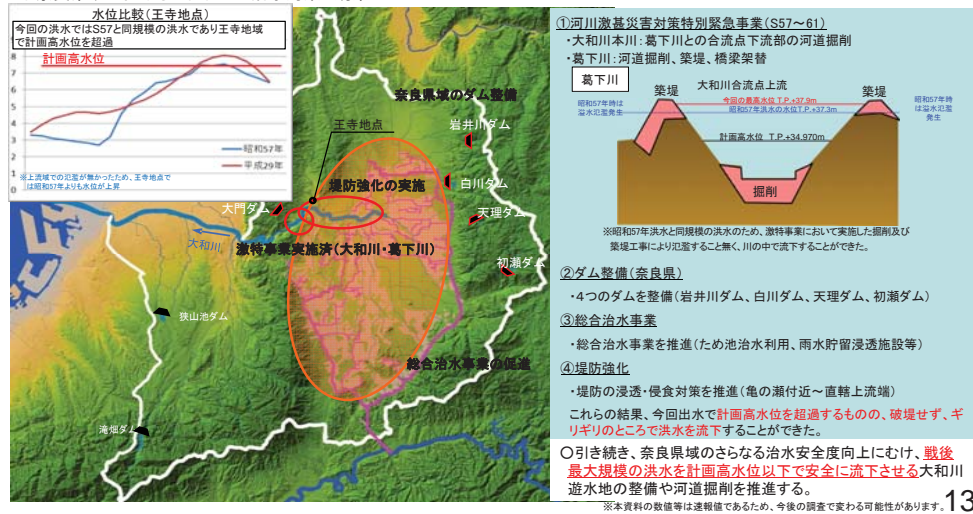 水位比較(王寺地点)
今回の洪水ではS57と同規模の洪水であり王寺地域
で計画高水位を超過
計画高水位
8
7
6
5
4
3
2
1
0
昭和57年
平成29年
※上流域での氾濫が無かったため、王寺地点で
は昭和57年よりも水位が上昇
奈良県域のダム整備
王寺地点
岩井川ダム
堤防強化の実施
白川ダム
大門ダム
天理ダム
大和川
激特事業実施済(大和川・葛下川)
初瀬ダム
狭山池ダム
総合治水事業の促進
滝畑ダム
①河川激甚災害対策特別緊急事業(S57~61)
・大和川本川:葛下川との合流点下流部の河道掘削
・葛下川:河道掘削、築堤、橋梁架替
葛下川
大和川合流点上流
築堤
築堤
今回の最高水位 T.P.+37.9m
昭和57年洪水の水位T.P.+37.3m
昭和57年時は
溢水氾濫発生
昭和57年時
は溢水氾濫
発生
計画高水位 T.P.+34.970m
掘削
※昭和57年洪水と同規模の洪水のため、激特事業において実施した掘削及び
築堤工事により氾濫すること無く、川の中で流下することができた。
②ダム整備(奈良県)
・4つのダムを整備(岩井川ダム、白川ダム、天理ダム、初瀬ダム)
③総合治水事業
・総合治水事業を推進(ため池治水利用、雨水貯留浸透施設等)
④堤防強化
・堤防の浸透・侵食対策を推進(亀の瀬付近~直轄上流端)
これらの結果、今回出水で計画高水位を超過するものの、破堤せず、ギ
リギリのところで洪水を流下することができた。
○引き続き、奈良県域のさらなる治水安全度向上にむけ、戦後
最大規模の洪水を計画高水位以下で安全に流下させる大和川
遊水地の整備や河道掘削を推進する。
※本資料の数値等は速報値であるため、今後の調査で変わる可能性があります。
13